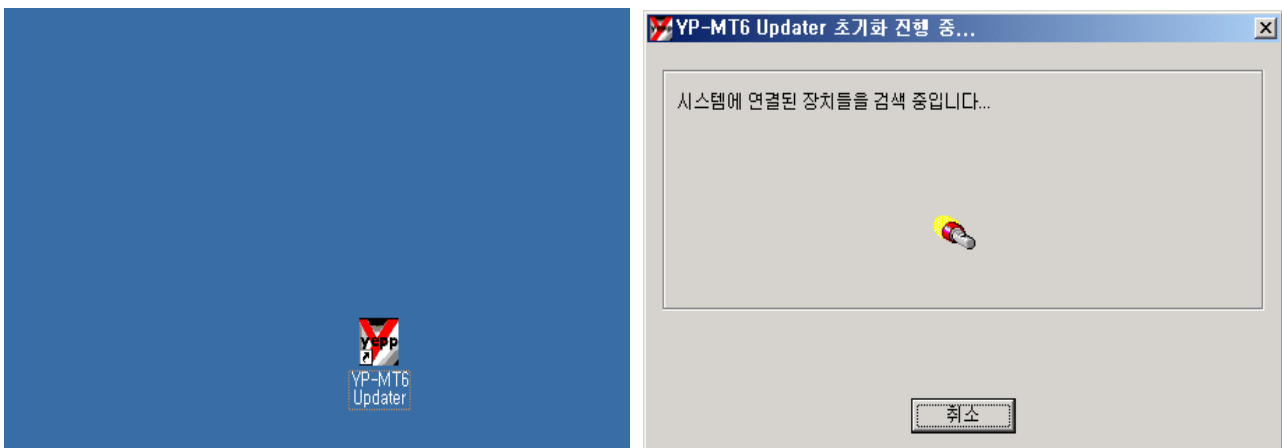 yepp
YP-MT6
Updater
YP-MT6 Updater 초기화 진행 중...
시스템에 연결된 장치들을 검색 중입니다...
취소